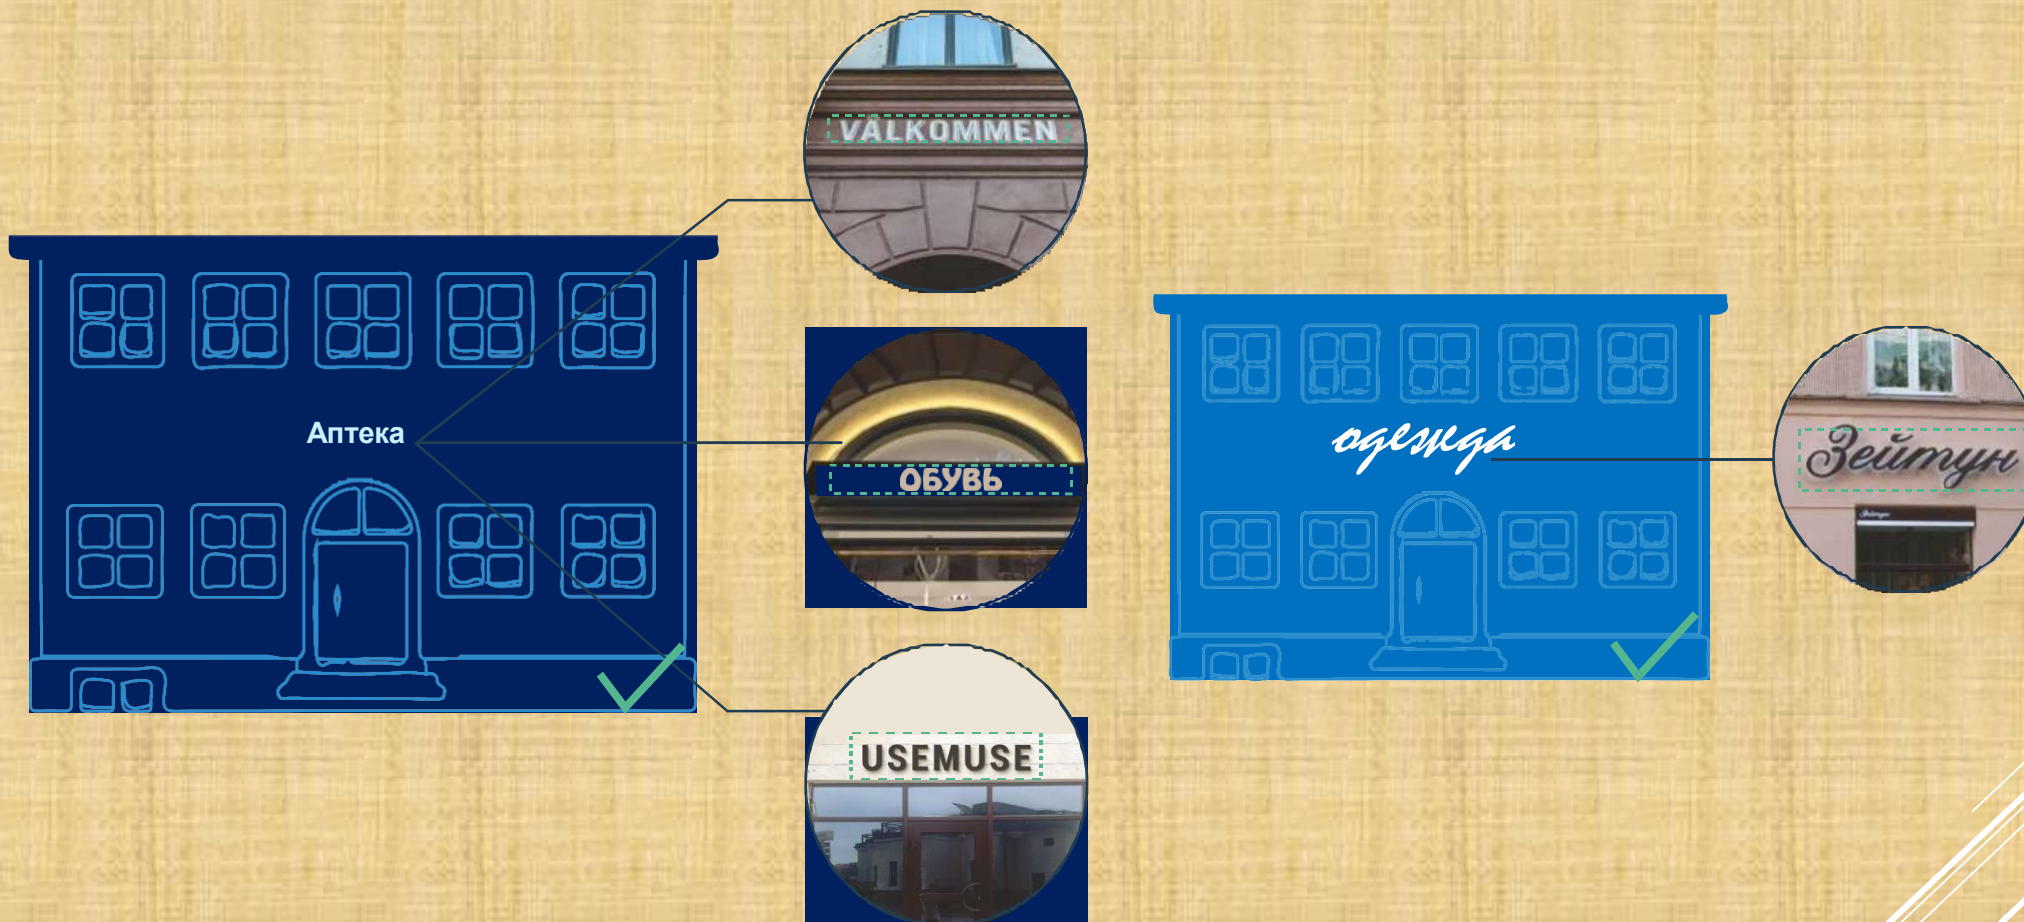 VALKOMMEN
Аптека
ОБУВЬ
USEMUSE
одежда
Зейтун